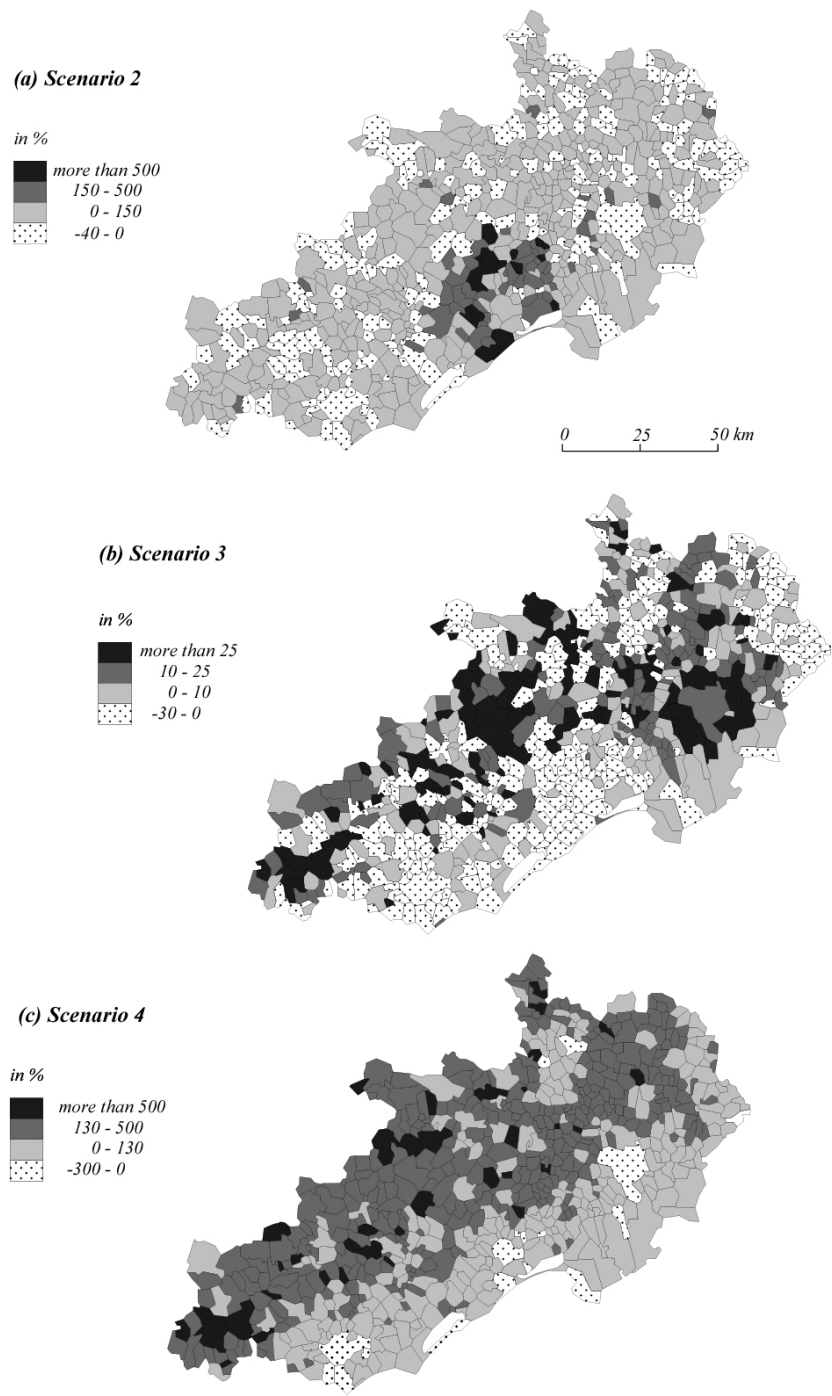 (a) Scenario 2
in %
more than 500
150 - 500
0 - 150
-40 - 0
0 25 50 km
(b) Scenario 3
in %
more than 25
10 - 25
0 - 10
-30 - 0
(c) Scenario 4
in %
more than 500
130 - 500
0 - 130
-300 - 0